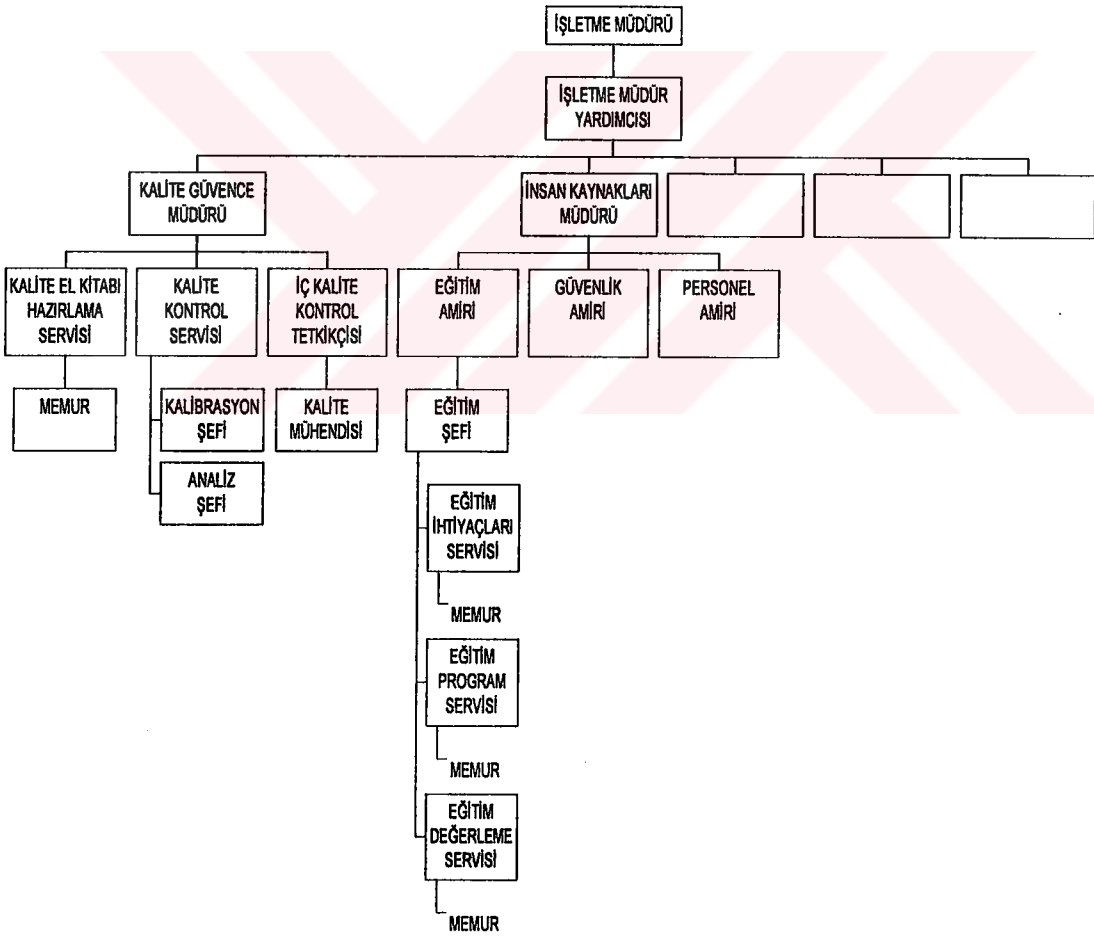 İŞLETME MÜDÜRÜ
İŞLETME MÜDÜR
YARDIMCISI
KALİTE GÜVENCE
MÜDÜRÜ
İNSAN KAYNAKLARI
MÜDÜRÜ
KALİTE EL KİTABI
HAZIRLAMA
SERVİSİ
KALİTE
KONTROL
SERVİSİ
İÇ KALİTE
KONTROL
TETKİKÇİSİ
EĞİTİM
AMİRİ
GÜVENLİK
AMİRİ
PERSONEL
AMİRİ
MEMUR
KALİBRASYON
ŞEFİ
KALİTE
MÜHENDİSİ
EĞİTİM
ŞEFİ
ANALİZ
ŞEFİ
EĞİTİM
İHTİYAÇLARI
SERVİSİ
MEMUR
EĞİTİM
PROGRAM
SERVİSİ
MEMUR
EĞİTİM
DEĞERLEME
SERVİSİ
MEMUR